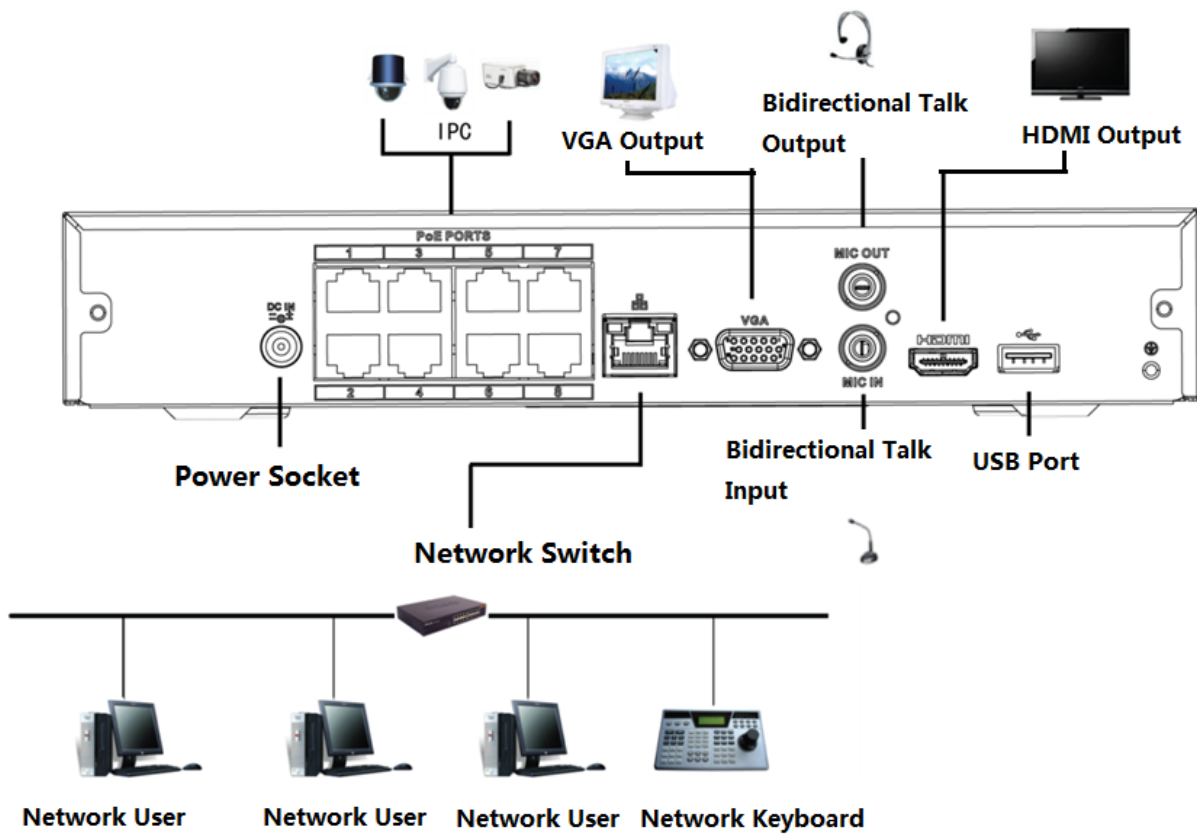 IPC
VGA Output
Bidirectional Talk
Output
HDMI Output
PoE PORTS
1 3 5 7
MIC OUT
DC IN
VGA
HDMI
MIC IN
2 4 6 8
Power Socket
Bidirectional Talk
Input
USB Port
Network Switch
Network User
Network User
Network User
Network Keyboard